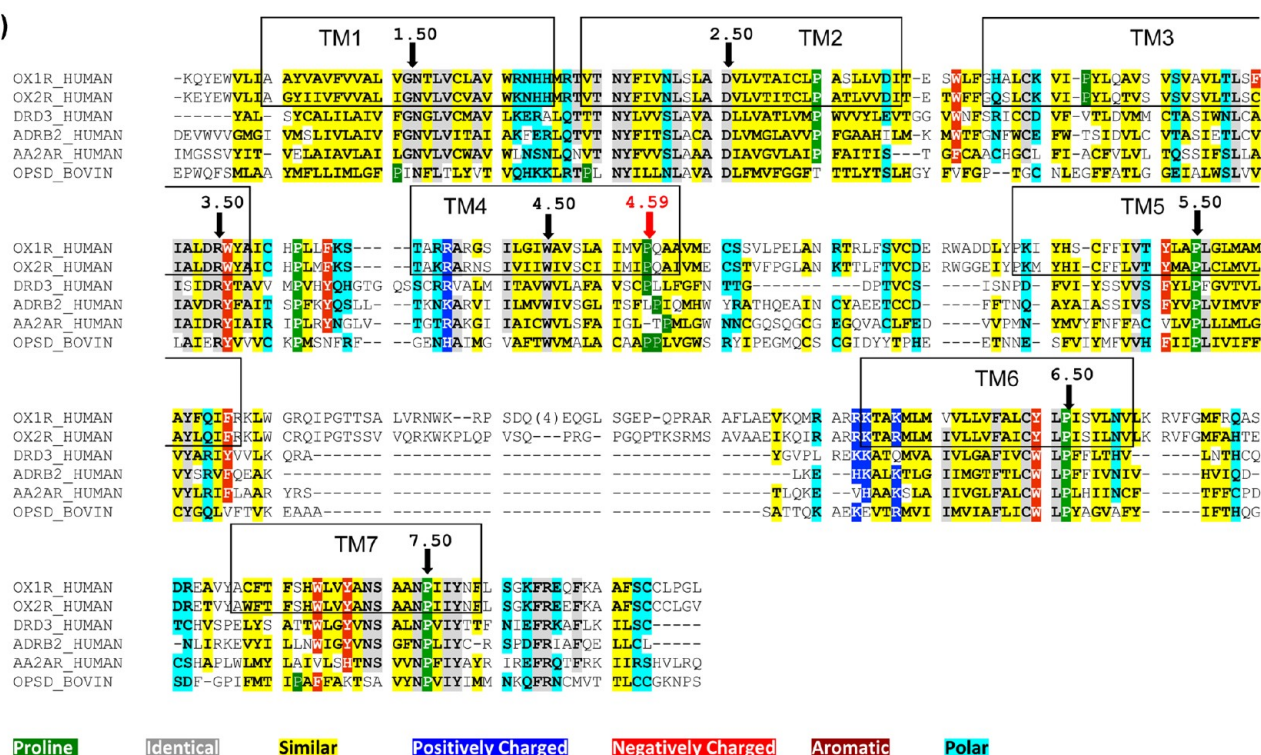 )
TM1 1.50 2.50 TM2 TM3
OX1R_HUMAN -KQYEWVLIA AYVAVFVVAL VGNTLVCLAV WRNHHMRTVT NYFIVNLSLA DVLVTAICLP ASLLVDIT-E SWLFGHALCK VI-PYLQAVS VSVAVLTLSF
OX2R_HUMAN -KEYEWVLIA GYIIVFVVAL IGNVLVCVAV WKNHHMRTVT NYFIVNLSLA DVLVTITCLP ATLVVDIT-E TWFFGQSLCK VI-PYLQTVS VSVSVLTLSC
DRD3_HUMAN ------YAL- SYCALILAIV FGNGLVCMAV LKERALQTTT NYLVVSLAVA DLLVATLVMP WVVYLEVTGG VWNFSRICCD VF-VTLDVMM CTASIWNLCA
ADRB2_HUMAN DEVWVVGMGI VMSLIVLAIV FGNVLVITAI AKFERLQTVT NYFITSLACA DLVMGLAVVP FGAAHILM-K MWTFGNFWCE FW-TSIDVLC VTASIETLCV
AA2AR_HUMAN IMGSSVYIT- VELAIAVLAI LGNVLVCWAV WLNSNLQNVT NYFVVSLAAA DIAVGVLAIP FAITIS---T GFCAACHGCL FI-ACFVLVL TQSSIFSLLA
OPSD_BOVIN EPWQFSMLAA YMFLLIMLGF PINFLTLYVT VQHKKLRTPL NYILLNLAVA DLFMVFGGFT TTLYTSLHGY FVFGP--TGC NLEGFFATLG GEIALWSLVV
3.50 TM4 4.50 4.59 TM5 5.50
OX1R_HUMAN IALDRWYAIC HPLLFKS--- -TARRARGS ILGIWAVSLA IMVPQAAVME CSSVLPELAN RTRLFSVCDE RWADDLYPKI YHS-CFFIVT YLAPLGLMAM
OX2R_HUMAN IALDRWYAIC HPLMFKS--- -TAKRARNS IVIIWIVSCI IMIPQAIVME CSTVFPGLAN KTTLFTVCDE RWGGEIYPKM YHI-CFFLVT YMAPLCLMVL
DRD3_HUMAN ISIDRYTAVV MPVHYQHGTG QSSCRRVALM ITAVWVLAFA VSCPLLFGFN TTG------- ----DPTVCS -----ISNPD FVI-YSSVVS FYLPFGVTVL
ADRB2_HUMAN IAVDRYFAIT SPFKYQSLL- -TKNKARVI ILMVWIVSGL TSFLPIQMHW YRATHQEAIN CYAEETCCD- ----FFTNQ- AYAIASSIVS FYVPLVIMVF
AA2AR_HUMAN IAIDRYIAIR IPLRYNGLV- -TGTRAKGI IAICWVLSFA IGL-TPMLGW NNCGQSQGCG EGQVACLFED -----VVPMN YMVYFNFFAC VLVPLLLMLG
OPSD_BOVIN LAIERYVVVC KPMSNFRF-- -GENHAIMG VAFTWVMALA CAAPPLVGWS RYIPEGMQCS CGIDYYTPHE -----ETNNE- SFVIYMFVVH FIIPLIVIFF
TM6 6.50
OX1R_HUMAN AYFQIFRKLW GRQIPGTTSA LVRNWK--RP SDQ(4)EQGL SGEP-QPRAR AFLAEVKQMR ARRKTAKMLM VVLLVFALCY LPISVLNVLK RVFGMFRQAS
OX2R_HUMAN AYLQIFRKLW CRQIPGTSSV VQRKWKPLQP VSQ--PRG- PGQPTKSRMS AVAAEIKQIR ARRKTARMLM IVLLVFAICY LPISILNVLK RVFGMFAHTE
DRD3_HUMAN VYARIYVVLK QRA------- ---------- ---------- ---------- -----YGVPL REKKATQMVA IVLGAFIVCW LPFFLTHV-- -----LNTHCQ
ADRB2_HUMAN VYSRVFQEAK ---------- ---------- ---------- ---------- -------LKE --HKALKTLG IIMGTFTLCW LPFFIVNIV- -----HVIQD-
AA2AR_HUMAN VYLRIFLAAR YRS------- ---------- ---------- ---------- -----TLQKE -VHAAKSLA IIVGLFALCW LPLHIINCF- -----TFFCPD
OPSD_BOVIN CYGQLVFTVK EAAA------ ---------- ---------- ---------- ----SATTQK AEKEVTRMVI IMVIAFLICW LPYAGVAFY- ----IFTHQG
TM7 7.50
OX1R_HUMAN DREAVYACFT FSHWLVYANS AANPIIYNFL SGKFREQFKA AFSCCLPGL
OX2R_HUMAN DRETVYAWFT FSHWLVYANS AANPIIYNFL SGKFREEFKA AFSCCCLGV
DRD3_HUMAN TCHVSPELYS ATTWLGYVNS ALNPVIYTTF NIEFRKAFLK ILSC-----
ADRB2_HUMAN -NLIRKEVYI LLNWIGYVNS GFNPLIYC-R SPDFRIAFQE LLCL-----
AA2AR_HUMAN CSHAPLWLMY LAIVLSHTNS VVNPFIYAYR IREFRQTFRK IIRSHVLRQ
OPSD_BOVIN SDF-GPIFMT IPAFFAKTSA VYNPVIYIMM NKQFRNCMVT TLCCGKNPS
Proline Identical Similar Positively Charged Negatively Charged Aromatic Polar